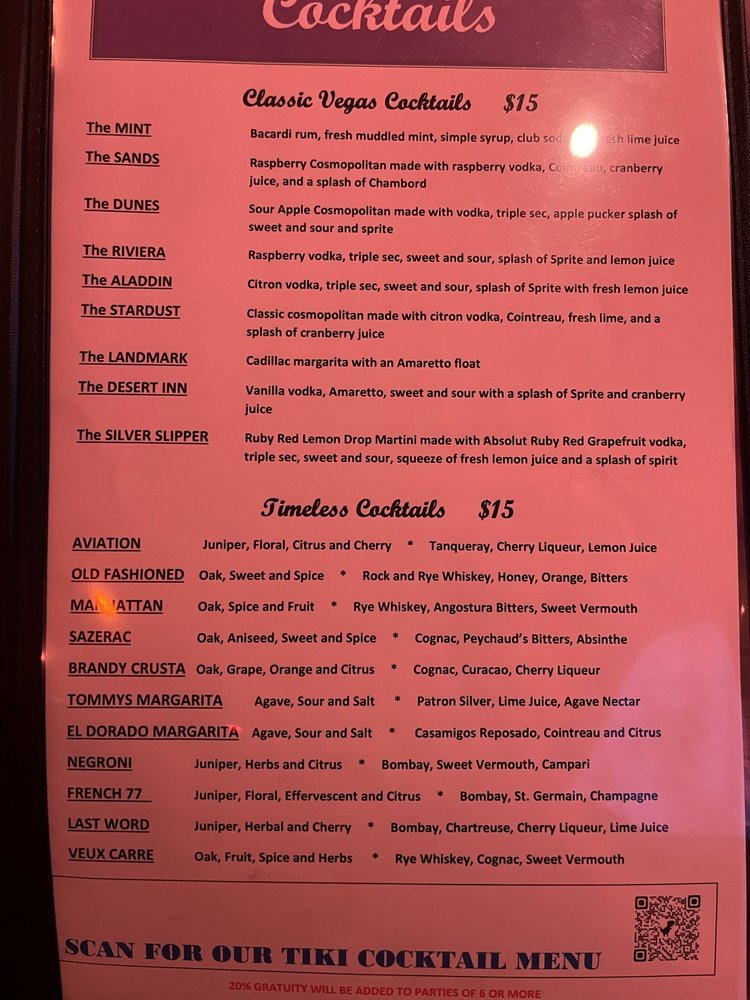 Cocktails
Classic Vegas Cocktails $15
The MINT Bacardi rum, fresh muddled mint, simple syrup, club lime juice
The SANDS Raspberry Cosmopolitan made with raspberry vodka, Cointreau, cranberry
juice, and a splash of Chambord
The DUNES Sour Apple Cosmopolitan made with vodka, triple sec, apple pucker splash of
sweet and sour and sprite
The RIVIERA Raspberry vodka, triple sec, sweet and sour, splash of Sprite and lemon juice
The ALADDIN Citron vodka, triple sec, sweet and sour, splash of Sprite with fresh lemon juice
The STARDUST Classic cosmopolitan made with citron vodka, Cointreau, fresh lime, and a
splash of cranberry juice
The LANDMARK Cadillac margarita with an Amaretto float
The DESERT INN Vanilla vodka, Amaretto, sweet and sour with a splash of Sprite and cranberry
juice
The SILVER SLIPPER Ruby Red Lemon Drop Martini made with Absolut Ruby Red Grapefruit vodka,
triple sec, sweet and sour, squeeze of fresh lemon juice and a splash of spirit
Timeless Cocktails $15
AVIATION Juniper, Floral, Citrus and Cherry * Tanqueray, Cherry Liqueur, Lemon Juice
OLD FASHIONED Oak, Sweet and Spice * Rock and Rye Whiskey, Honey, Orange, Bitters
MANHATTAN Oak, Spice and Fruit * Rye Whiskey, Angostura Bitters, Sweet Vermouth
SAZERAC Oak, Aniseed, Sweet and Spice * Cognac, Peychaud's Bitters, Absinthe
BRANDY CRUSTA Oak, Grape, Orange and Citrus * Cognac, Curacao, Cherry Liqueur
TOMMYS MARGARITA Agave, Sour and Salt * Patron Silver, Lime Juice, Agave Nectar
EL DORADO MARGARITA Agave, Sour and Salt * Casamigos Reposado, Cointreau and Citrus
NEGRONI Juniper, Herbs and Citrus * Bombay, Sweet Vermouth, Campari
FRENCH 77 Juniper, Floral, Effervescent and Citrus * Bombay, St. Germain, Champagne
LAST WORD Juniper, Herbal and Cherry * Bombay, Chartreuse, Cherry Liqueur, Lime Juice
VEUX CARRE Oak, Fruit, Spice and Herbs * Rye Whiskey, Cognac, Sweet Vermouth
SCAN FOR OUR TIKI COCKTAIL MENU
20% GRATUITY WILL BE ADDED TO PARTIES OF 6 OR MORE